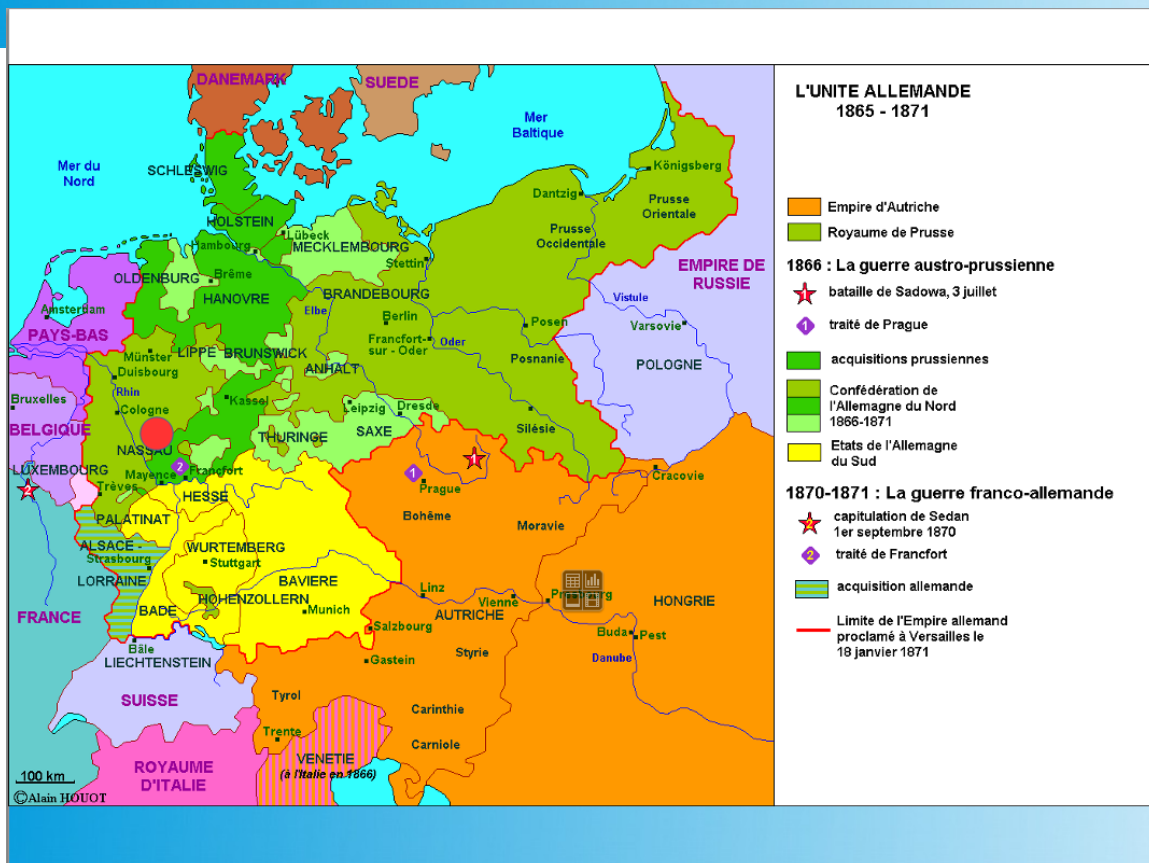 DANEMARK
SUEDE
Mer
Baltique
Mer du
Nord
SCHLESWIG
Königsberg
Dantzig
Prusse
Orientale
HOLSTEIN
Lübeck
Hambourg
MECKLEMBOURG
Prusse
Occidentale
Stettin
EMPIRE DE
RUSSIE
OLDENBURG
Brême
HANOVRE
BRANDEBOURG
Vistule
Amsterdam
Elbe
Berlin
Posen
Varsovie
PAYS-BAS
Francfort-
sur - Oder
Oder
Münster
LIPPE
BRUNSWICK
Posnanie
POLOGNE
Duisbourg
ANHALT
Rhin
Bruxelles
Kassel
Cologne
Leipzig
Dresde
BELGIQUE
THURINGE
SAXE
Silésie
NASSAU
LUXEMBOURG
2
1
1
2
Mayence
Francfort
Cracovie
Trèves
HESSE
Prague
PALATINAT
Bohême
Moravie
ALSACE -
Strasbourg
LORRAINE
WURTEMBERG
Stuttgart
BAVIERE
Linz
Vienne
HONGRIE
HOHENZOLLERN
BADE
Munich
AUTRICHE
FRANCE
Salzbourg
Buda
Pest
Bâle
LIECHTENSTEIN
Gastein
Styrie
Danube
SUISSE
Tyrol
Carinthie
Trente
Carniole
VENETIE
(à l'Italie en 1866)
ROYAUME
D'ITALIE
100 km
©Alain HOUOT
L'UNITE ALLEMANDE
1865 - 1871
Empire d'Autriche
Royaume de Prusse
1866 : La guerre austro-prussienne
1 bataille de Sadowa, 3 juillet
1 traité de Prague
acquisitions prussiennes
Confédération de
l'Allemagne du Nord
1866-1871
Etats de l'Allemagne
du Sud
1870-1871 : La guerre franco-allemande
2 capitulation de Sedan
1er septembre 1870
2 traité de Francfort
acquisition allemande
Limite de l'Empire allemand
proclamé à Versailles le
18 janvier 1871